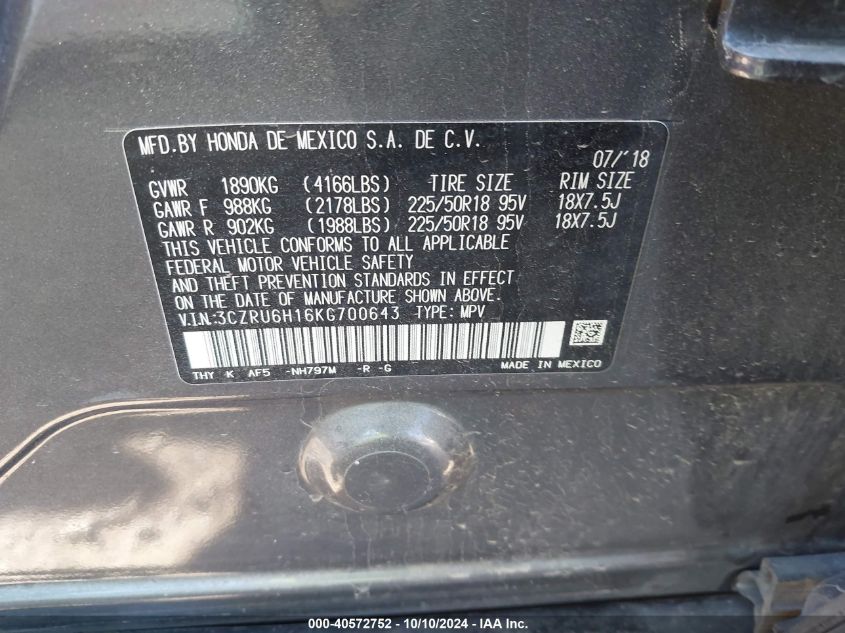 MFD.BY HONDA DE MEXICO S.A. DE C.V.
07/'18
GVWR 1890KG (4166LBS) TIRE SIZE RIM SIZE
GAWR F 988KG (2178LBS) 225/50R18 95V 18X7.5J
GAWR R 902KG (1988LBS) 225/50R18 95V 18X7.5J
THIS VEHICLE CONFORMS TO ALL APPLICABLE
FEDERAL MOTOR VEHICLE SAFETY
AND THEFT PREVENTION STANDARDS IN EFFECT
ON THE DATE OF MANUFACTURE SHOWN ABOVE.
V.I.N:3CZRU6H16KG700643 TYPE: MPV
THY K AF5 -NH797M -R -G MADE IN MEXICO
000-40572752 - 10/10/2024 - IAA Inc.